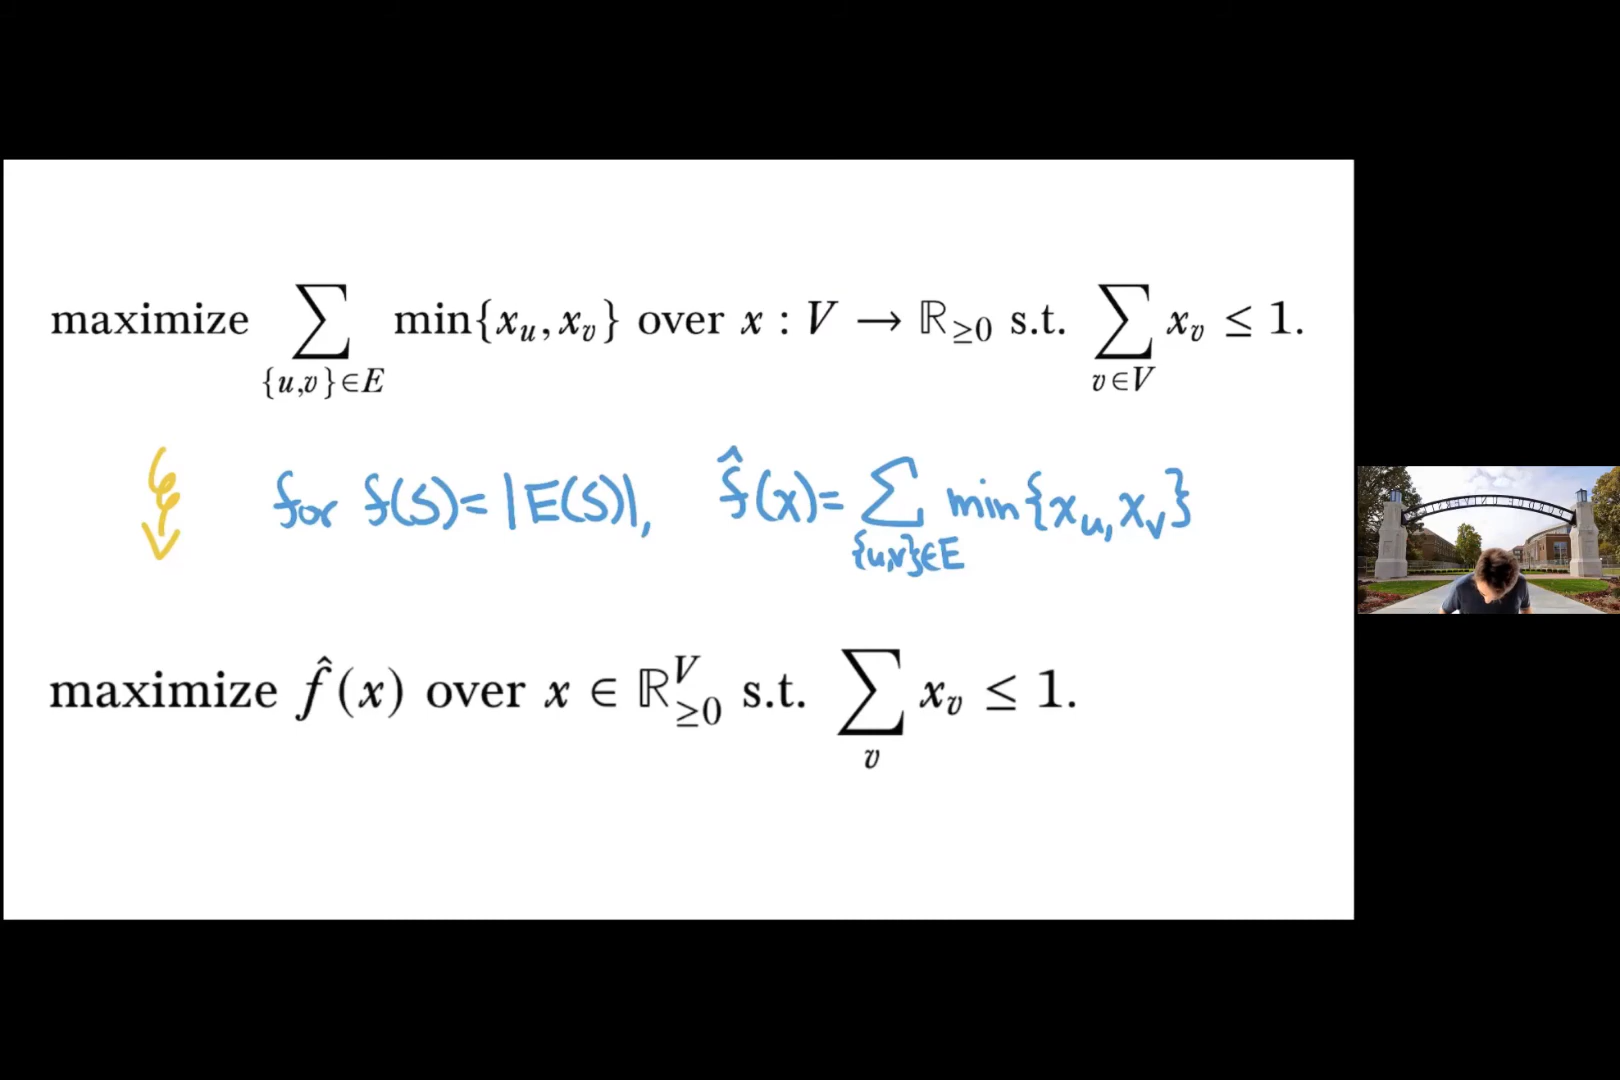 maximize ∑_{{u,v}∈E} min{x_u, x_v} over x : V → ℝ_{≥0} s.t. ∑_{v∈V} x_v ≤ 1.
for f(S)=|E(S)|, f̂(x)=∑_{{u,v}∈E} min{x_u, x_v}
maximize f̂(x) over x ∈ ℝ^V_{≥0} s.t. ∑_v x_v ≤ 1.